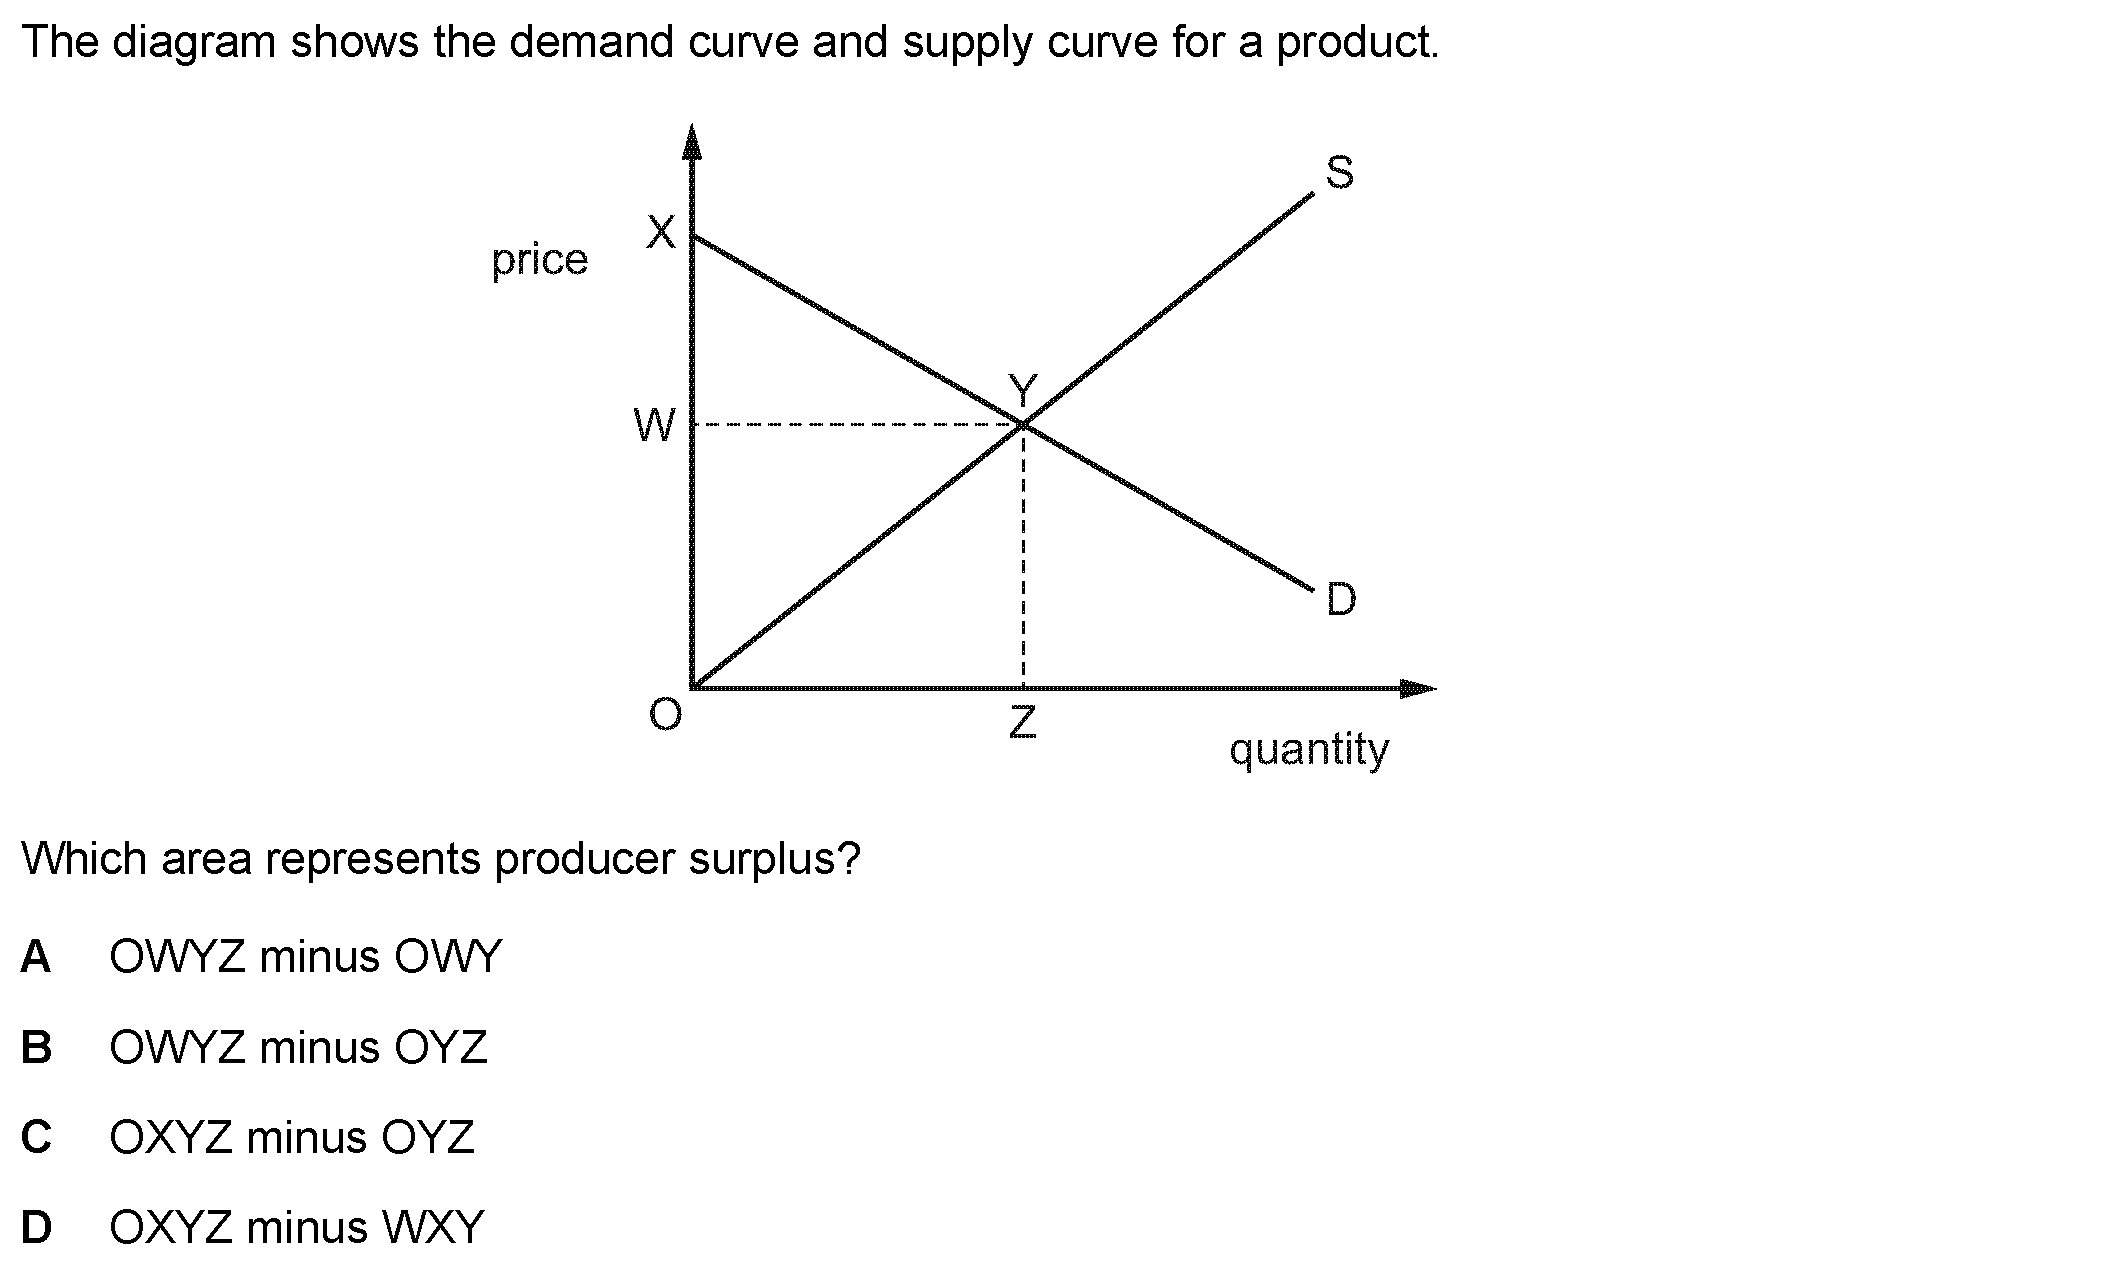 The diagram shows the demand curve and supply curve for a product.
S
X
price
Y
W
D
O
Z
quantity
Which area represents producer surplus?
A OWYZ minus OWY
B OWYZ minus OYZ
C OXYZ minus OYZ
D OXYZ minus WXY